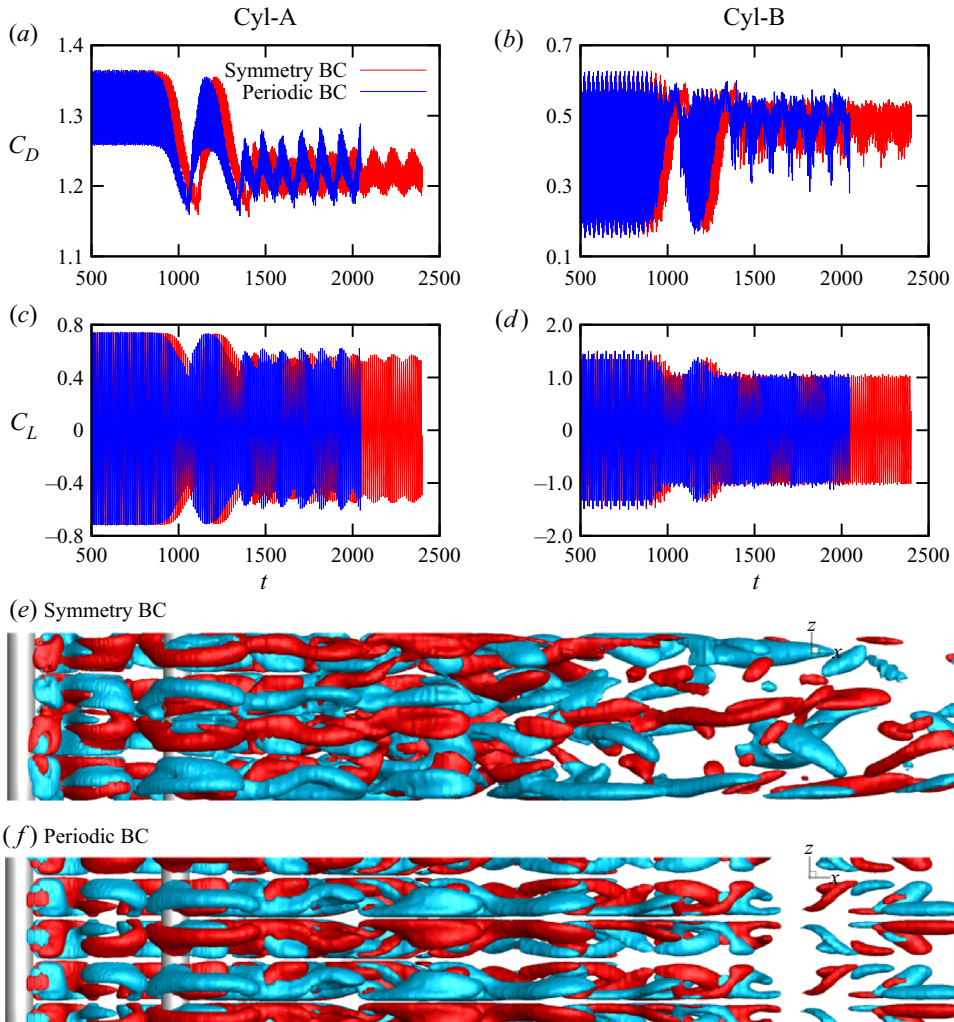 Cyl-A
Cyl-B
(a)
(b)
1.4
1.3
1.2
1.1
C_D
Symmetry BC
Periodic BC
500
1000
1500
2000
2500
0.7
0.5
0.3
0.1
500
1000
1500
2000
2500
(c)
(d)
0.8
0.4
0
−0.4
−0.8
C_L
500
1000
1500
2000
2500
t
2.0
1.0
0
−1.0
−2.0
500
1000
1500
2000
2500
t
(e) Symmetry BC
z
x
(f) Periodic BC
z
x